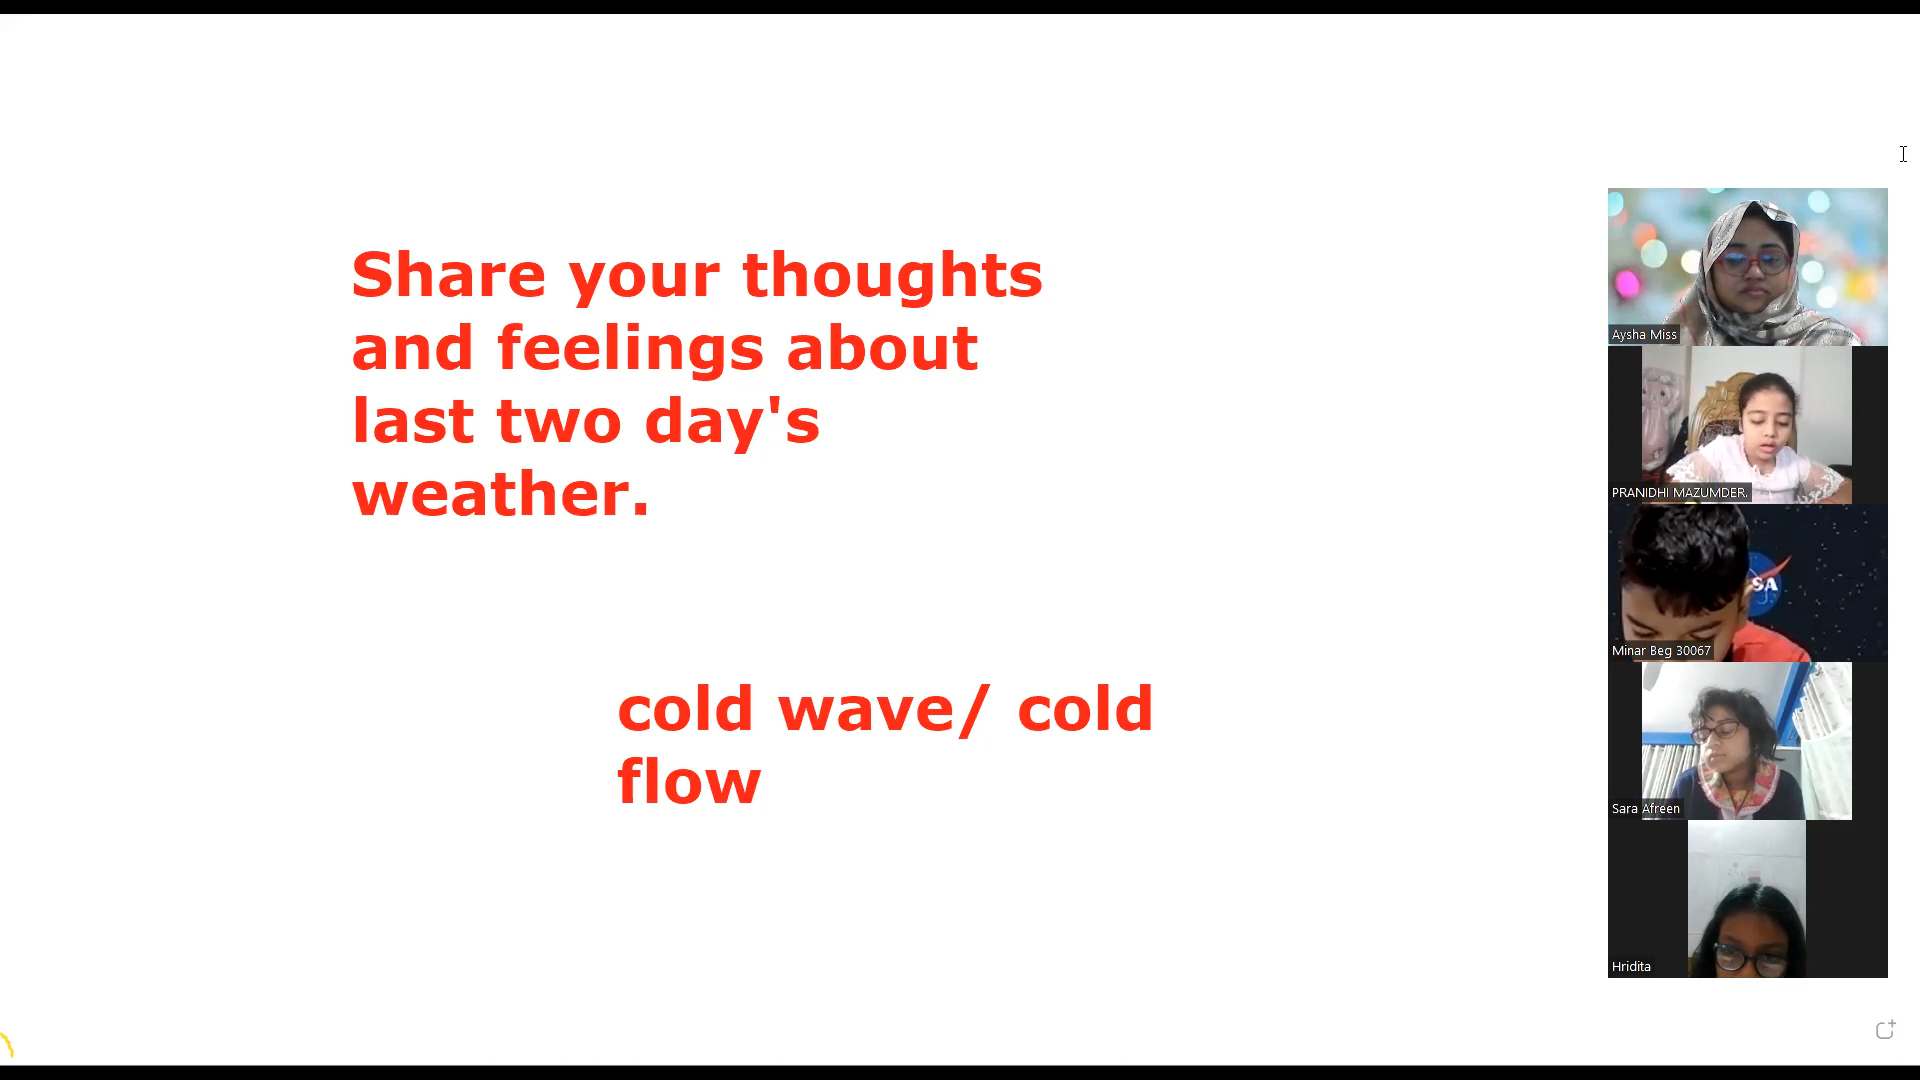 Share your thoughts
and feelings about
last two day's
weather.
cold wave/ cold
flow
Aysha Miss
PRANIDHI MAZUMDER.
SA
Minar Beg 30067
Sara Afreen
Hridita